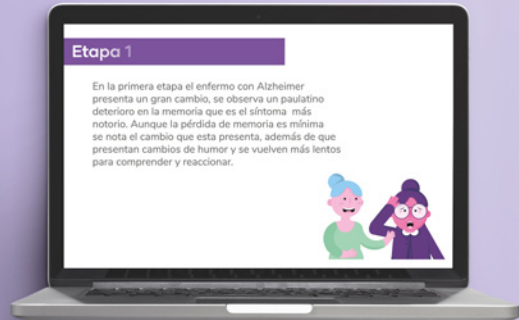 Etapa 1
En la primera etapa el enfermo con Alzheimer
presenta un gran cambio, se observa un paulatino
deterioro en la memoria que es el síntoma más
notorio. Aunque la pérdida de memoria es mínima
se nota el cambio que esta presenta, además de que
presentan cambios de humor y se vuelven más lentos
para comprender y reaccionar.